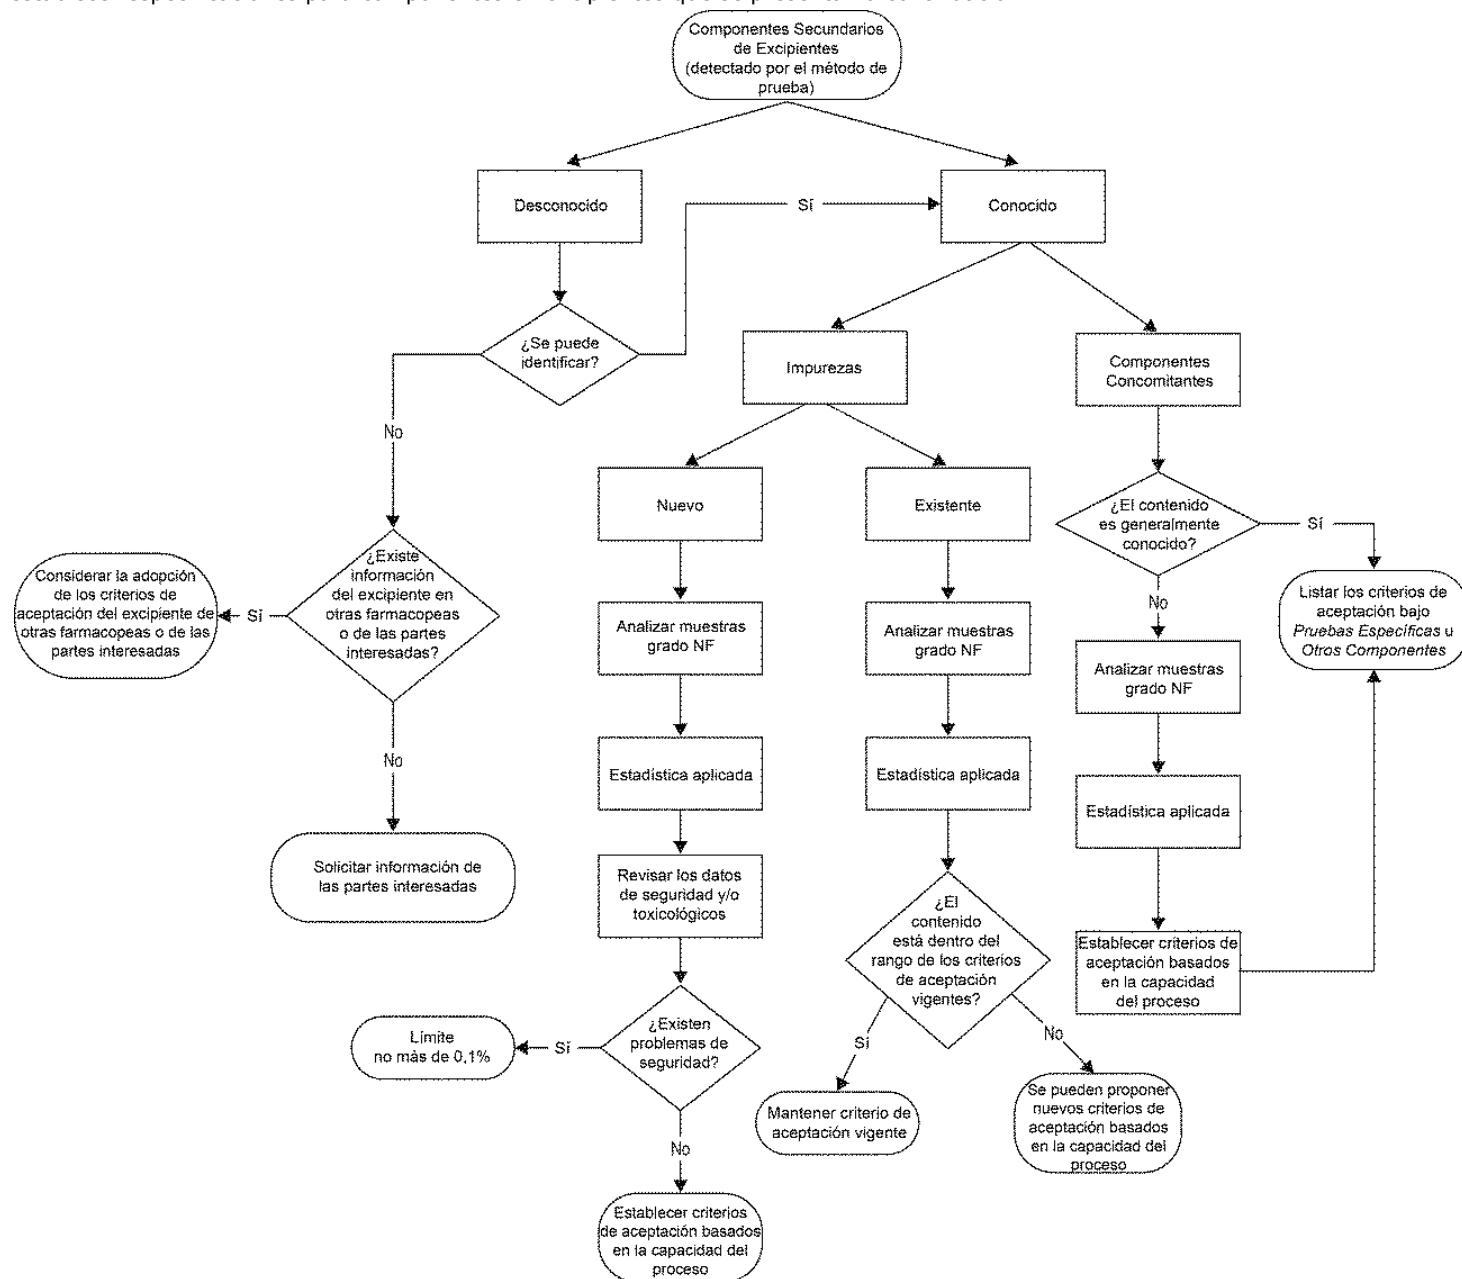 Componentes Secundarios
de Excipientes
(detectado por el método de
prueba)
Desconocido
Sí
Conocido
¿Se puede
identificar?
Impurezas
Componentes
Concomitantes
No
Nuevo
Existente
¿El contenido
es generalmente
conocido?
Sí
¿Existe
información
del excipiente en
otras farmacopeas
o de las partes
interesadas?
Sí
Considerar la adopción
de los criterios de
aceptación del excipiente de
otras farmacopeas o de las
partes interesadas
Analizar muestras
grado NF
Analizar muestras
grado NF
No
Listar los criterios de
aceptación bajo
Pruebas Específicas u
Otros Componentes
Analizar muestras
grado NF
No
Estadística aplicada
Estadística aplicada
Estadística aplicada
Solicitar información de
las partes interesadas
Revisar los datos
de seguridad y/o
toxicológicos
¿El
contenido
está dentro del
rango de los criterios
de aceptación
vigentes?
Establecer criterios de
aceptación basados
en la capacidad
del proceso
Límite
no más de 0,1%
Sí
¿Existen
problemas de
seguridad?
Sí
No
Mantener criterio de
aceptación vigente
Se pueden proponer
nuevos criterios de
aceptación basados
en la capacidad del
proceso
No
Establecer criterios
de aceptación basados
en la capacidad del
proceso